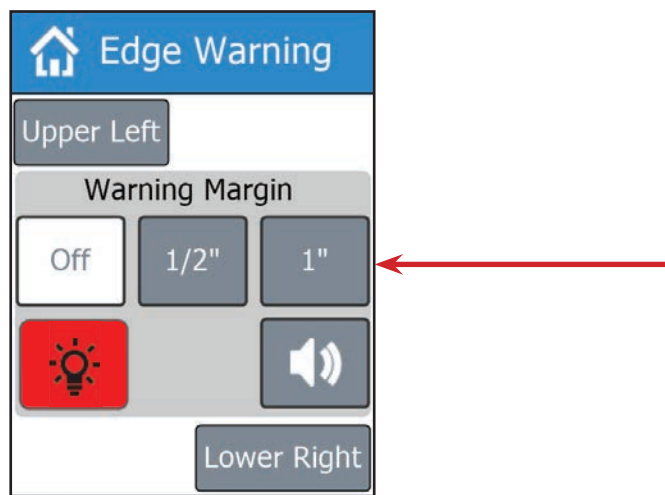 Edge Warning
Upper Left
Warning Margin
Off 1/2" 1"
Lower Right